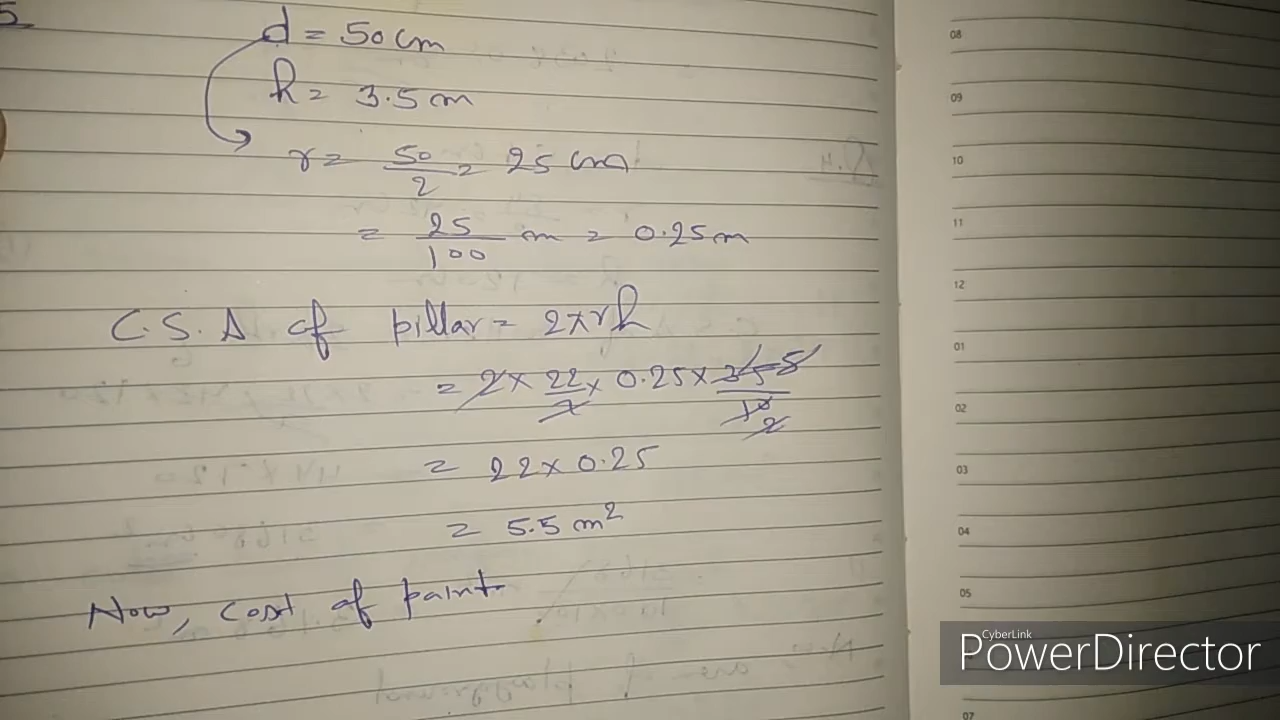 5
d = 50 cm
h = 3.5 m
r = 50/2 = 25 cm
= 25/100 m = 0.25 m
C.S.A of pillar = 2πrh
= 2 × 22/7 × 0.25 × 35 5/10 2
= 22 × 0.25
= 5.5 m²
Now, cost of paint
08
09
10
11
12
01
02
03
04
05
07
CyberLink
PowerDirector